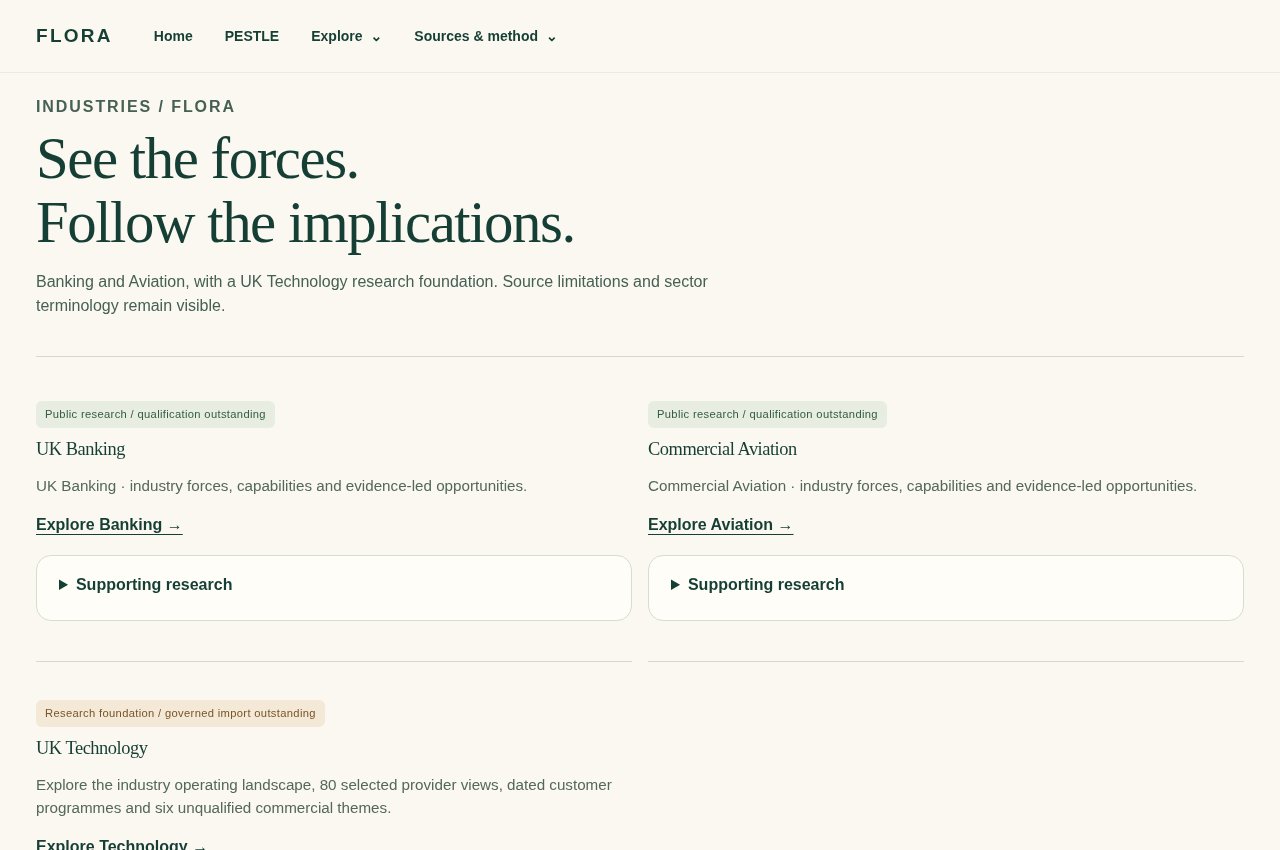 FLORA
Home
PESTLE
Explore
Sources & method
INDUSTRIES / FLORA
See the forces.
Follow the implications.
Banking and Aviation, with a UK Technology research foundation. Source limitations and sector
terminology remain visible.
Public research / qualification outstanding
UK Banking
UK Banking · industry forces, capabilities and evidence-led opportunities.
Explore Banking →
Supporting research
Public research / qualification outstanding
Commercial Aviation
Commercial Aviation · industry forces, capabilities and evidence-led opportunities.
Explore Aviation →
Supporting research
Research foundation / governed import outstanding
UK Technology
Explore the industry operating landscape, 80 selected provider views, dated customer
programmes and six unqualified commercial themes.
Explore Technology →